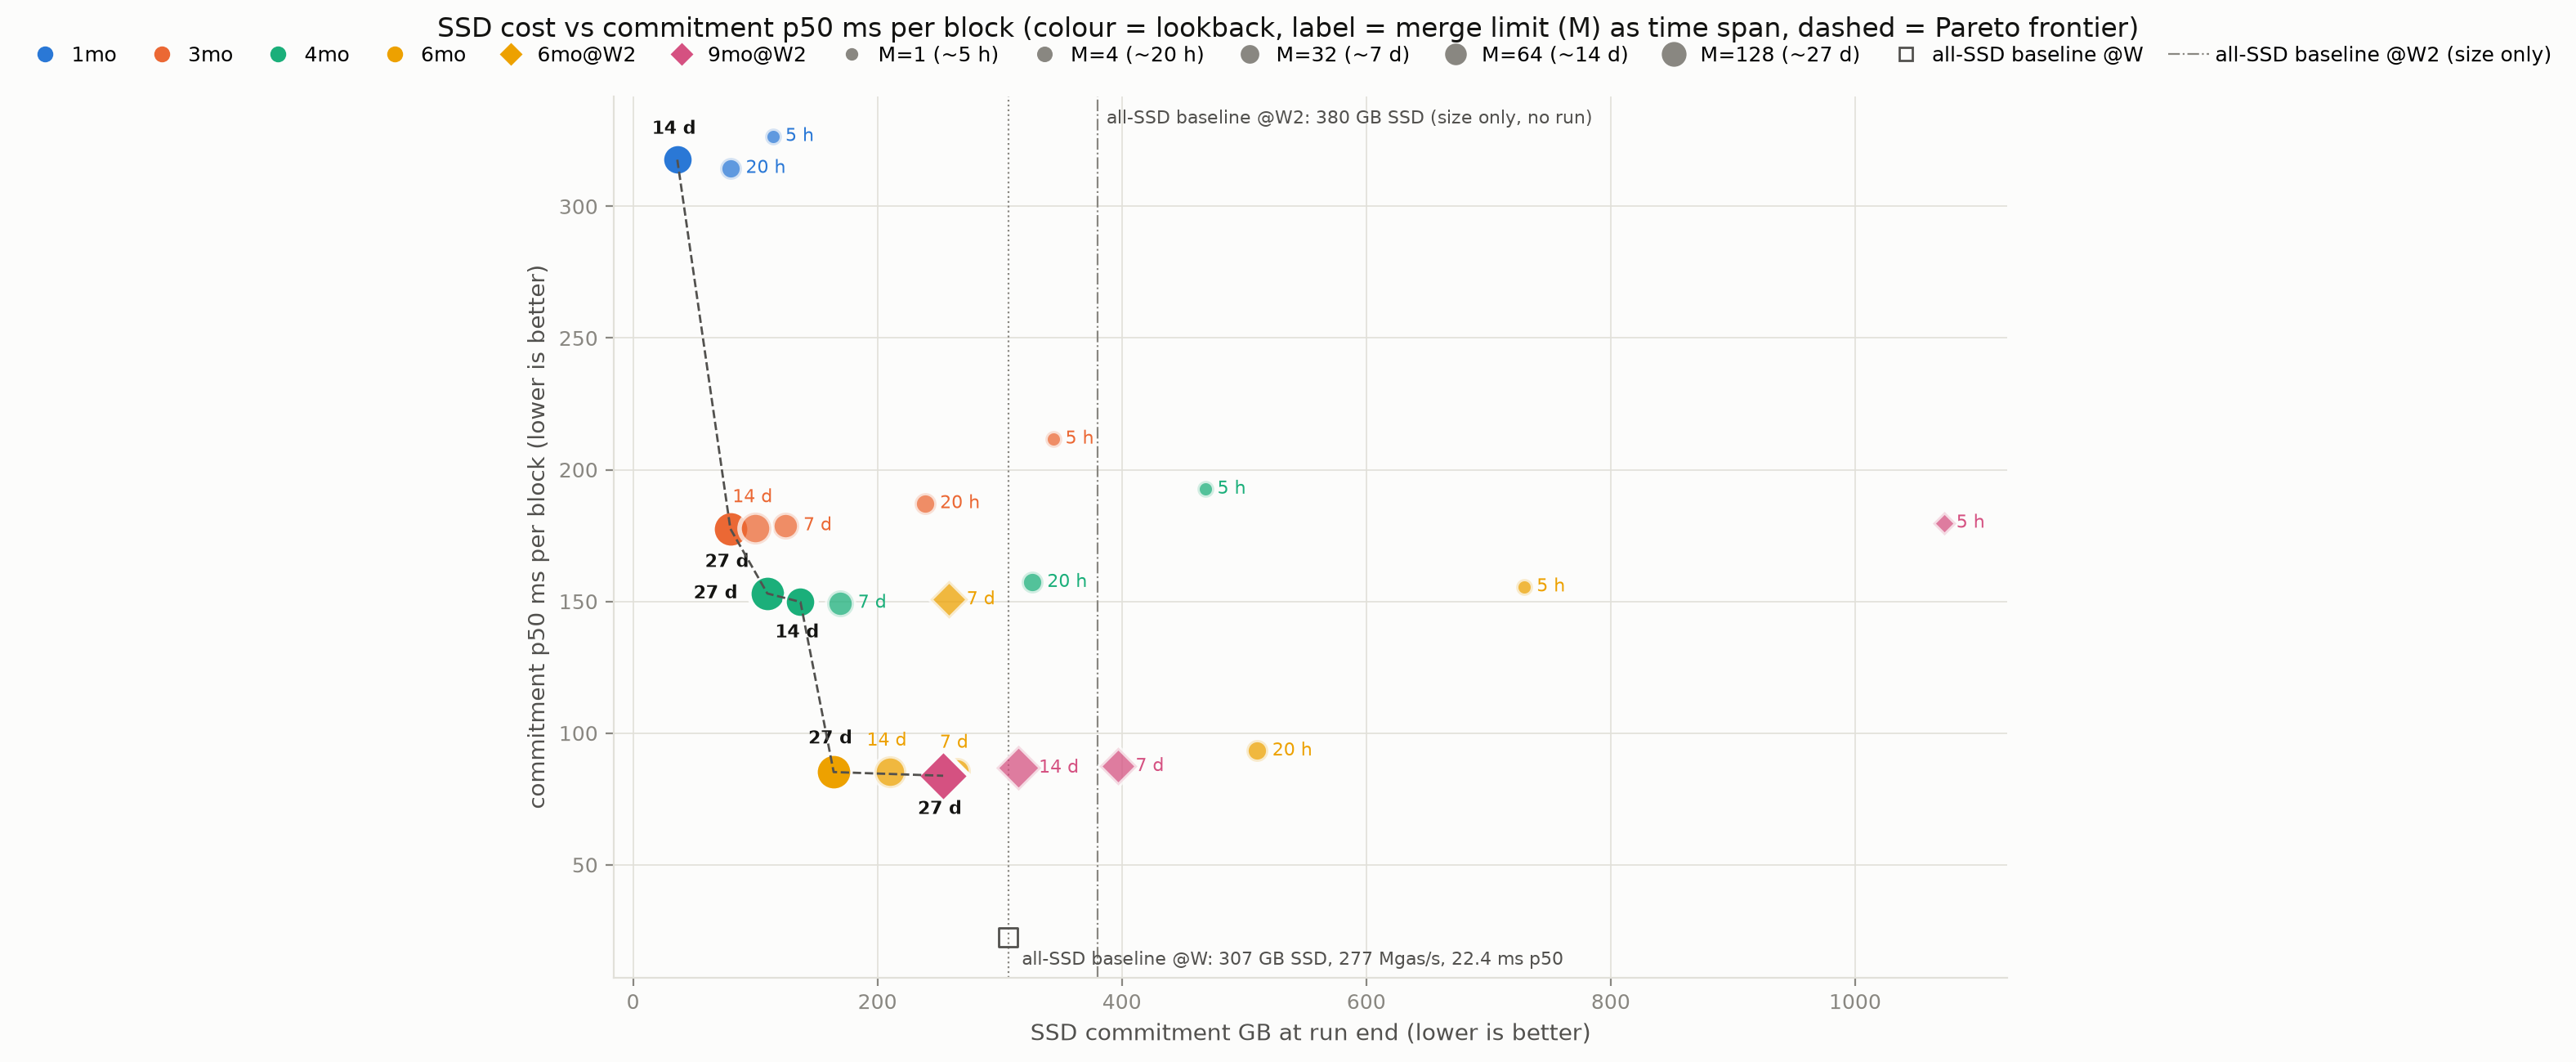 SSD cost vs commitment p50 ms per block (colour = lookback, label = merge limit (M) as time span, dashed = Pareto frontier)
1mo 3mo 4mo 6mo 6mo@W2 9mo@W2 M=1 (~5 h) M=4 (~20 h) M=32 (~7 d) M=64 (~14 d) M=128 (~27 d) all-SSD baseline @W all-SSD baseline @W2 (size only)
all-SSD baseline @W2: 380 GB SSD (size only, no run)
14 d
5 h
20 h
300
250
5 h
200
14 d
20 h
5 h
7 d
5 h
27 d
27 d
20 h
5 h
150
7 d
7 d
14 d
100
27 d
14 d
7 d
20 h
14 d
7 d
27 d
50
all-SSD baseline @W: 307 GB SSD, 277 Mgas/s, 22.4 ms p50
0 200 400 600 800 1000
SSD commitment GB at run end (lower is better)
commitment p50 ms per block (lower is better)